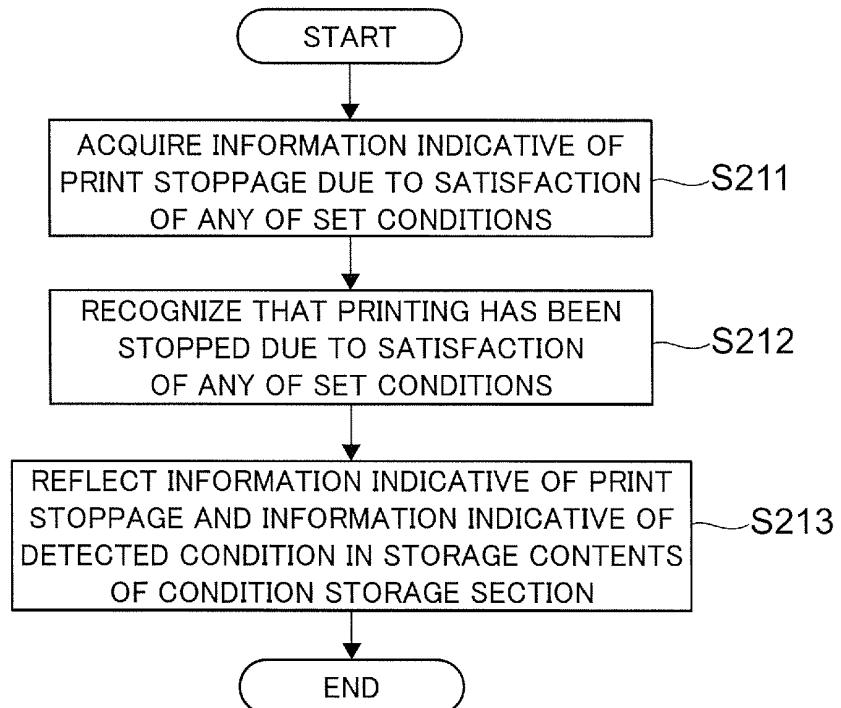 START
ACQUIRE INFORMATION INDICATIVE OF
PRINT STOPPAGE DUE TO SATISFACTION
OF ANY OF SET CONDITIONS
S211
RECOGNIZE THAT PRINTING HAS BEEN
STOPPED DUE TO SATISFACTION
OF ANY OF SET CONDITIONS
S212
REFLECT INFORMATION INDICATIVE OF PRINT
STOPPAGE AND INFORMATION INDICATIVE OF
DETECTED CONDITION IN STORAGE CONTENTS
OF CONDITION STORAGE SECTION
S213
END